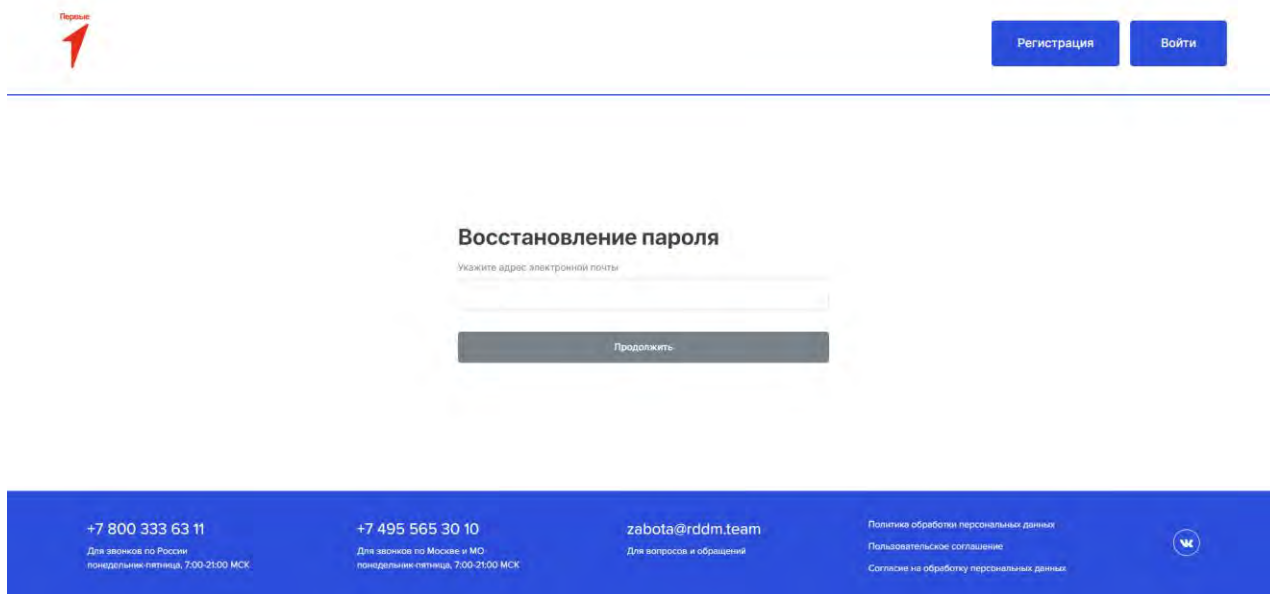 Первые
Регистрация
Войти
Восстановление пароля
Укажите адрес электронной почты
Продолжить
+7 800 333 63 11
Для звонков по России
понедельник-пятница, 7:00-21:00 МСК
+7 495 565 30 10
Для звонков по Москве и МО
понедельник-пятница, 7:00-21:00 МСК
zabota@rddm.team
Для вопросов и обращений
Политика обработки персональных данных
Пользовательское соглашение
Согласие на обработку персональных данных